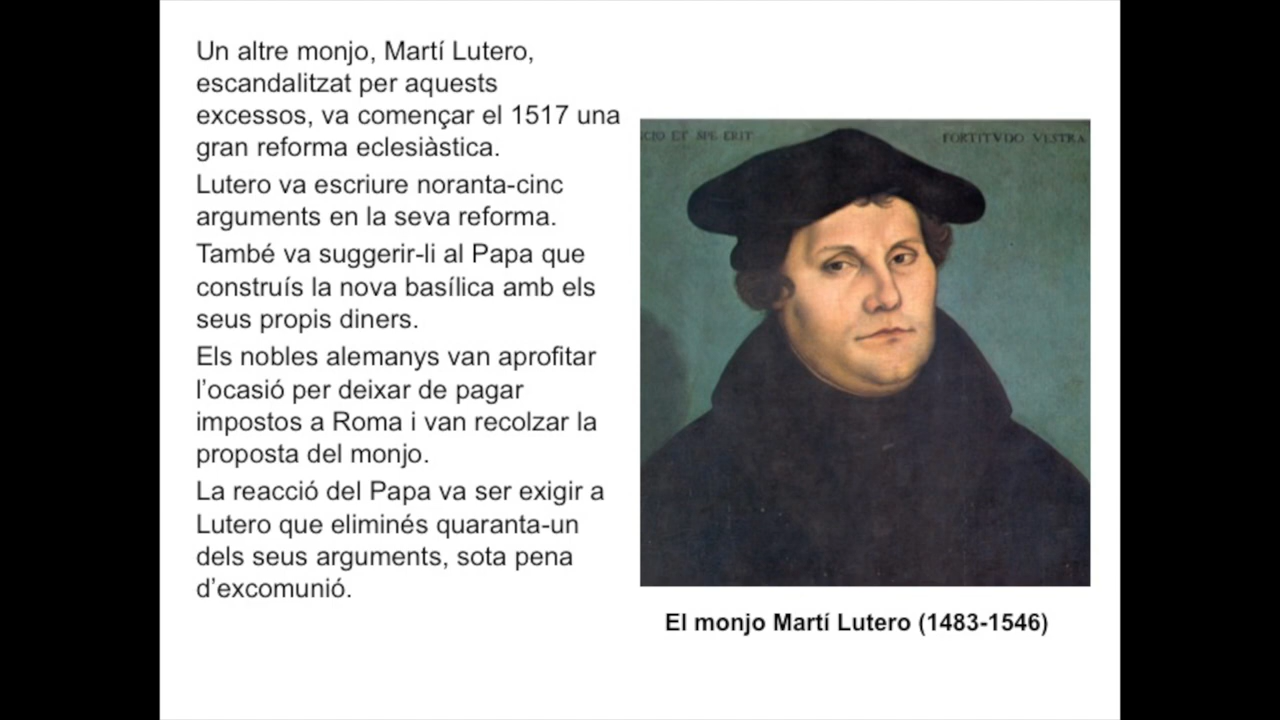 Un altre monjo, Martí Lutero,
escandalitzat per aquests
excessos, va començar el 1517 una
gran reforma eclesiàstica.
Lutero va escriure noranta-cinc
arguments en la seva reforma.
També va suggerir-li al Papa que
construís la nova basílica amb els
seus propis diners.
Els nobles alemanys van aprofitar
l’ocasió per deixar de pagar
impostos a Roma i van recolzar la
proposta del monjo.
La reacció del Papa va ser exigir a
Lutero que eliminés quaranta-un
dels seus arguments, sota pena
d’excomunió.
CIO ET SPE ERIT
FORTITVDO VESTRA
El monjo Martí Lutero (1483-1546)